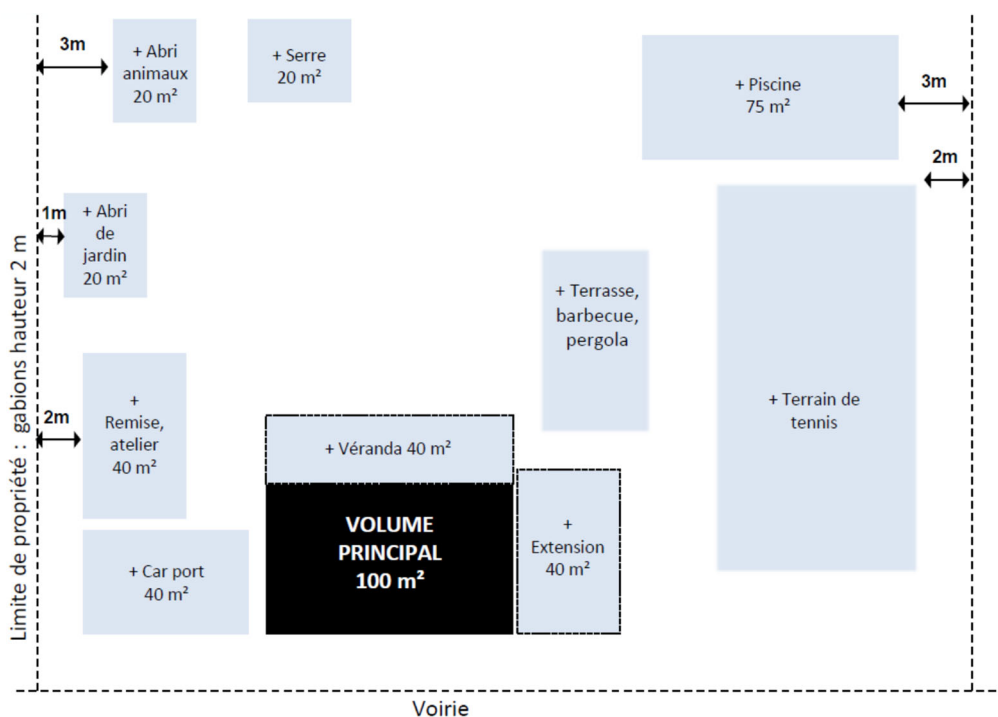 3m
+ Abri
animaux
20 m²
+ Serre
20 m²
+ Piscine
75 m²
3m
2m
1m
+ Abri
de
jardin
20 m²
+ Terrasse,
barbecue,
pergola
+ Terrain de
tennis
2m
+
Remise,
atelier
40 m²
+ Véranda 40 m²
VOLUME
PRINCIPAL
100 m²
+
Extension
40 m²
+ Car port
40 m²
Limite de propriété : gabions hauteur 2 m
Voirie